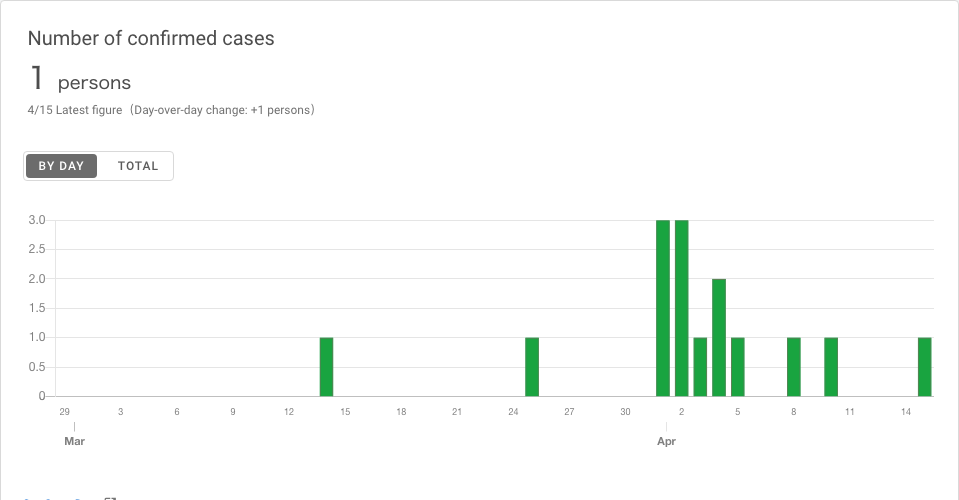 Number of confirmed cases
1 persons
4/15 Latest figure（Day-over-day change: +1 persons）
BY DAY TOTAL
3.0
2.5
2.0
1.5
1.0
0.5
0
29 3 6 9 12 15 18 21 24 27 30 2 5 8 11 14
Mar Apr